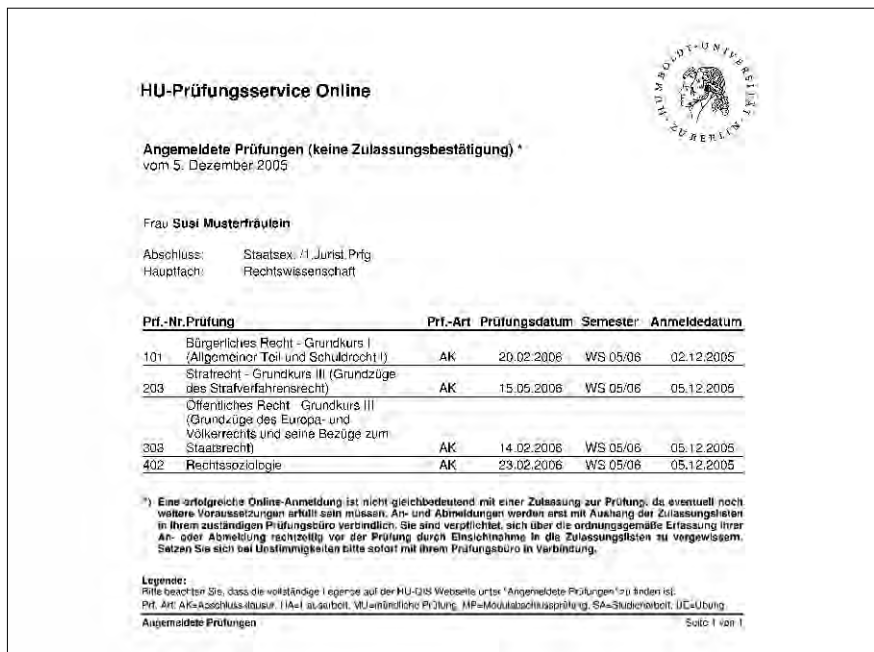 HUMBOLDT-UNIVERSITÄT
ZU BERLIN
HU-Prüfungsservice Online
Angemeldete Prüfungen (keine Zulassungsbestätigung) *
vom 5. Dezember 2005
Frau Susi Musterfräulein
Abschluss: Staatsex. /1.Jurist.Prfg
Hauptfach: Rechtswissenschaft
Prf.-Nr. Prüfung Prf.-Art Prüfungsdatum Semester Anmeldedatum
Bürgerliches Recht - Grundkurs I
101 (Allgemeiner Teil und Schuldrecht I) AK 20.02.2006 WS 05/06 02.12.2005
Strafrecht - Grundkurs III (Grundzüge
203 des Strafverfahrensrecht) AK 15.05.2006 WS 05/06 05.12.2005
Öffentliches Recht - Grundkurs III
(Grundzüge des Europa- und
Völkerrechts und seine Bezüge zum
303 Staatsrecht) AK 14.02.2006 WS 05/06 05.12.2005
402 Rechtssoziologie AK 23.02.2006 WS 05/06 05.12.2005
*) Eine erfolgreiche Online-Anmeldung ist nicht gleichbedeutend mit einer Zulassung zur Prüfung, da eventuell noch
weitere Voraussetzungen erfüllt sein müssen. An- und Abmeldungen werden erst mit Aushang der Zulassungslisten
in Ihrem zuständigen Prüfungsbüro verbindlich. Sie sind verpflichtet, sich über die ordnungsgemäße Erfassung Ihrer
An- oder Abmeldung rechtzeitig vor der Prüfung durch Einsichtnahme in die Zulassungslisten zu vergewissern.
Setzen Sie sich bei Unstimmigkeiten bitte sofort mit Ihrem Prüfungsbüro in Verbindung.
Legende:
Bitte beachten Sie, dass die vollständige Legende auf der HU-QIS Webseite unter "Angemeldete Prüfungen" zu finden ist.
Prf. Art: AK=Abschlussklausur, HA=Hausarbeit, MU=mündliche Prüfung, MP=Modulabschlussprüfung, SA=Studienarbeit, UE=Übung
Angemeldete Prüfungen Seite 1 von 1